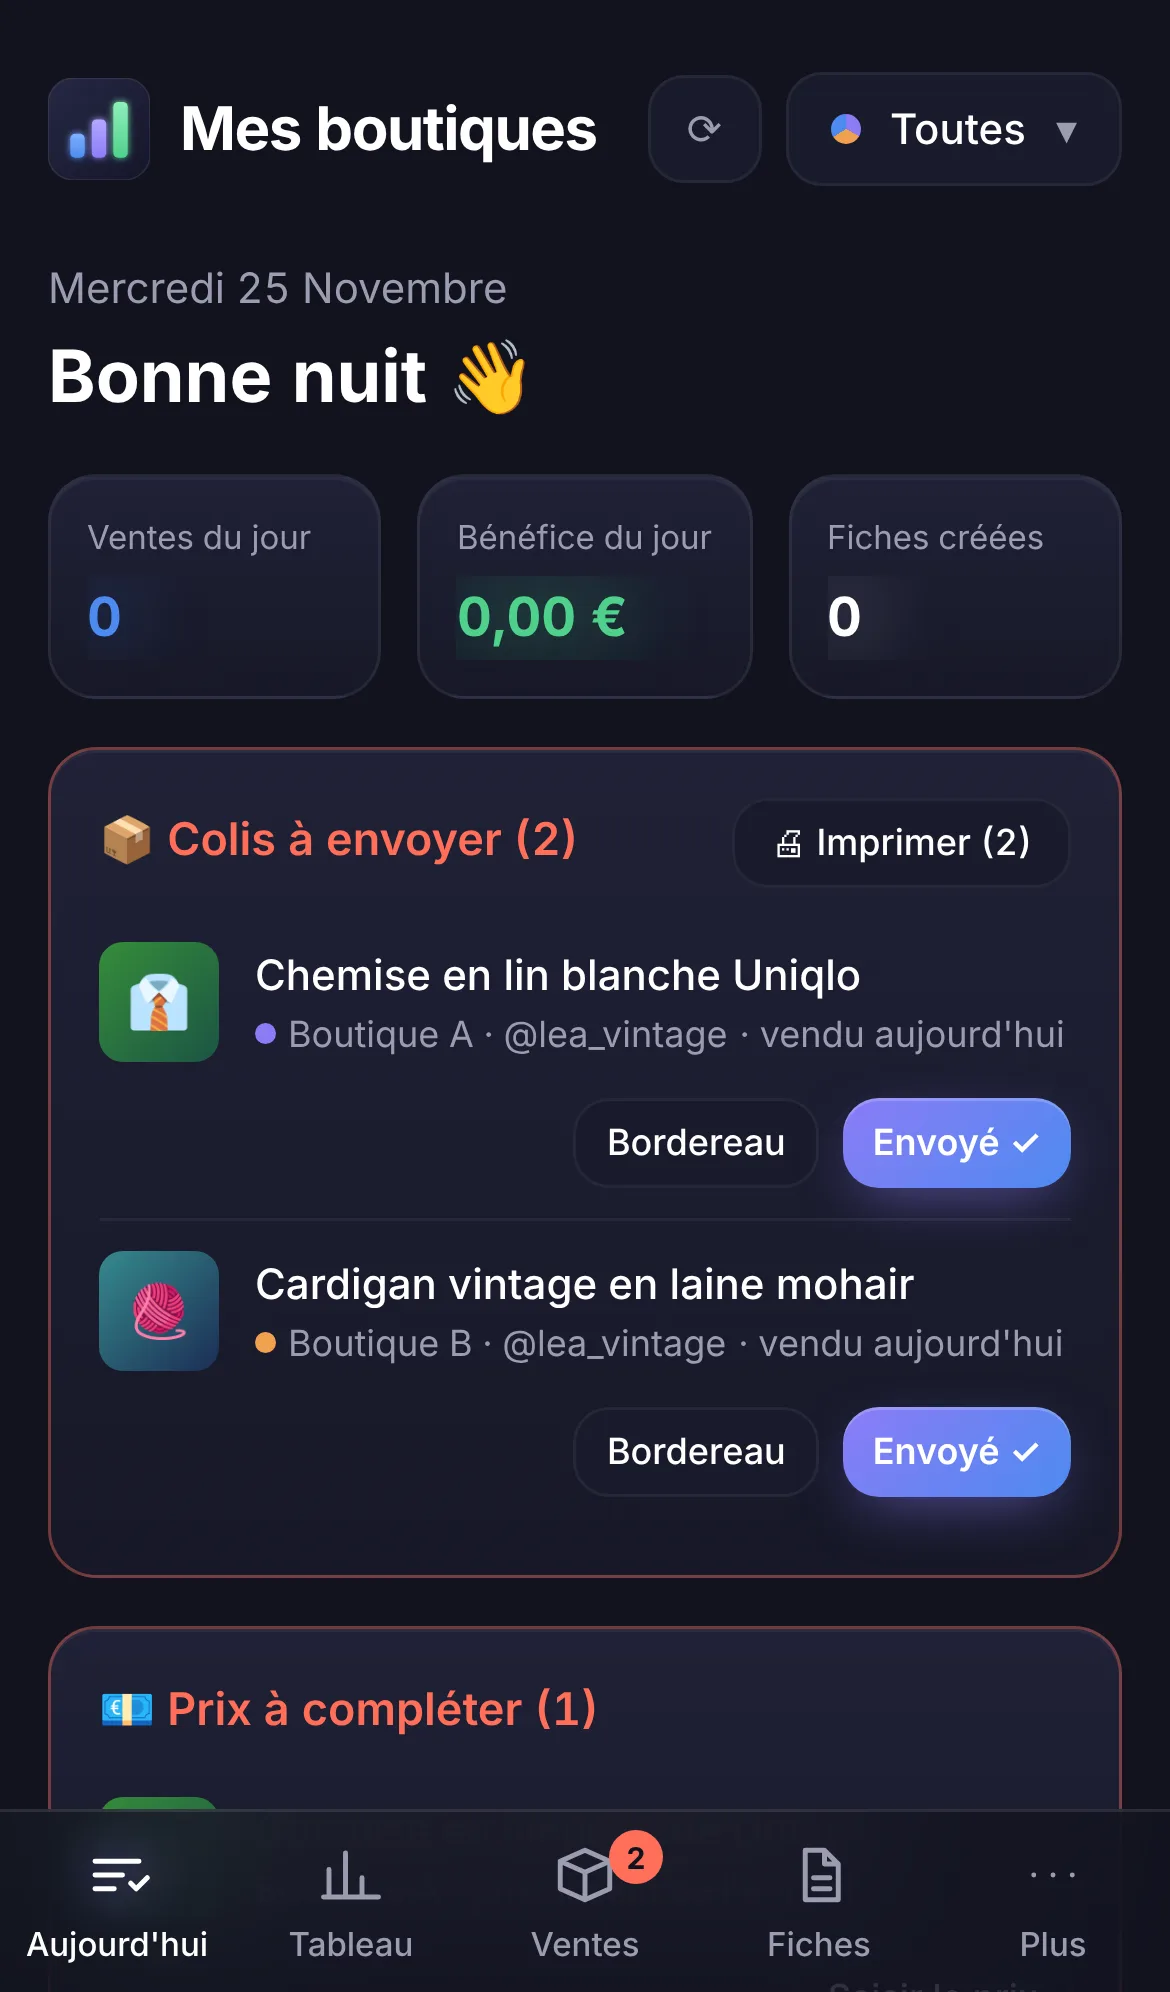 Mes boutiques
Toutes
Mercredi 25 Novembre
Bonne nuit 👋
Ventes du jour
0
Bénéfice du jour
0,00 €
Fiches créées
0
📦 Colis à envoyer (2)
Imprimer (2)
Chemise en lin blanche Uniqlo
Boutique A · @lea_vintage · vendu aujourd'hui
Bordereau
Envoyé ✓
Cardigan vintage en laine mohair
Boutique B · @lea_vintage · vendu aujourd'hui
Bordereau
Envoyé ✓
💶 Prix à compléter (1)
2
Aujourd'hui
Tableau
Ventes
Fiches
Plus